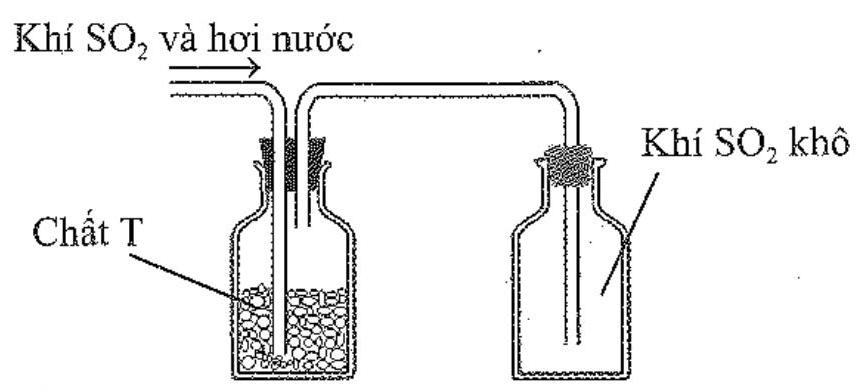 Khí SO₂ và hơi nước
Khí SO₂ khô
Chất T